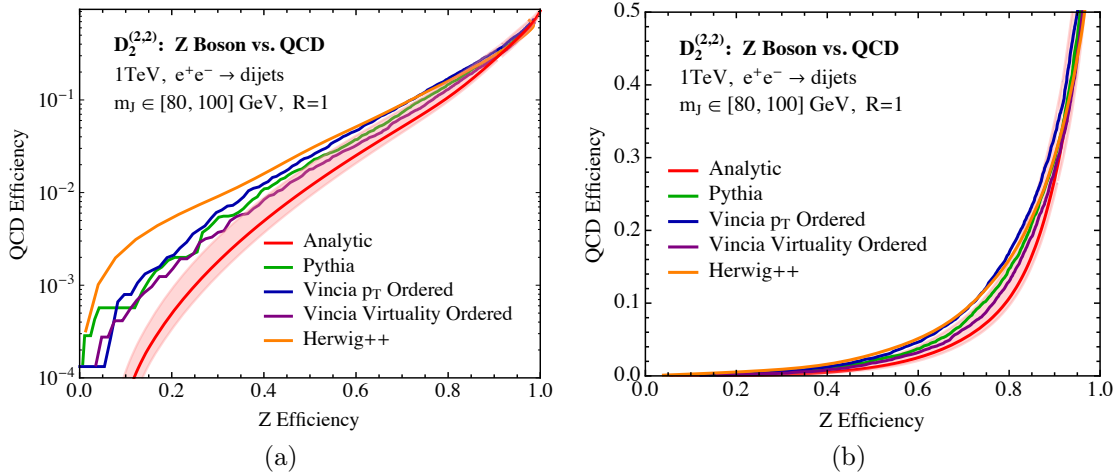 D₂⁽²,²⁾: Z Boson vs. QCD
1TeV, e⁺e⁻ → dijets
m_J ∈ [80, 100] GeV, R=1
QCD Efficiency
10⁻¹
10⁻²
10⁻³
10⁻⁴
Analytic
Pythia
Vincia p_T Ordered
Vincia Virtuality Ordered
Herwig++
0.0 0.2 0.4 0.6 0.8 1.0
Z Efficiency
(a)
D₂⁽²,²⁾: Z Boson vs. QCD
1TeV, e⁺e⁻ → dijets
m_J ∈ [80, 100] GeV, R=1
QCD Efficiency
0.5
0.4
0.3
0.2
0.1
0.0
Analytic
Pythia
Vincia p_T Ordered
Vincia Virtuality Ordered
Herwig++
0.0 0.2 0.4 0.6 0.8 1.0
Z Efficiency
(b)